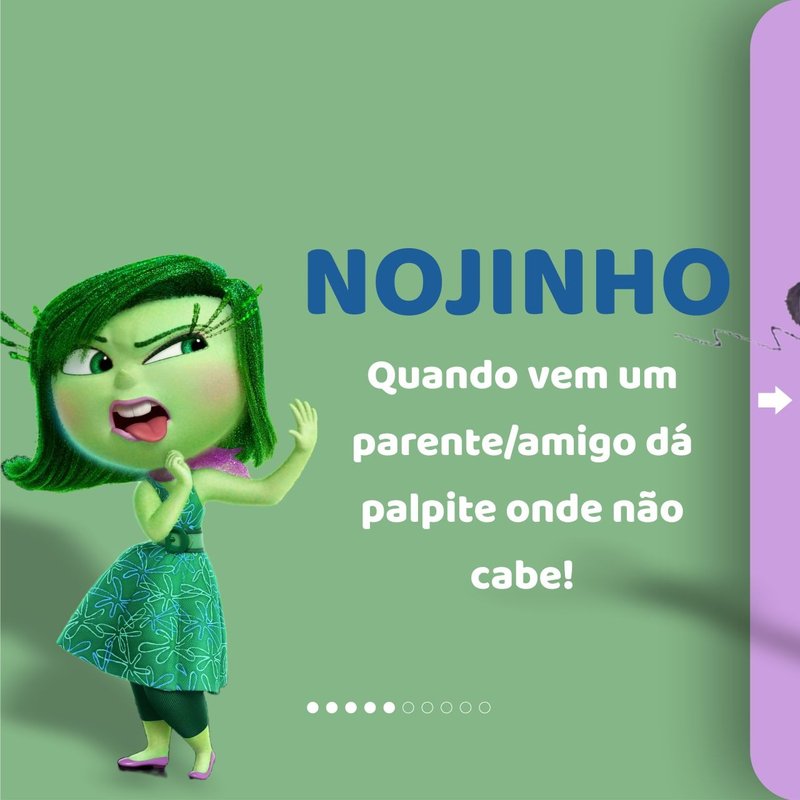 NOJINHO
Quando vem um
parente/amigo dá
palpite onde não
cabe!